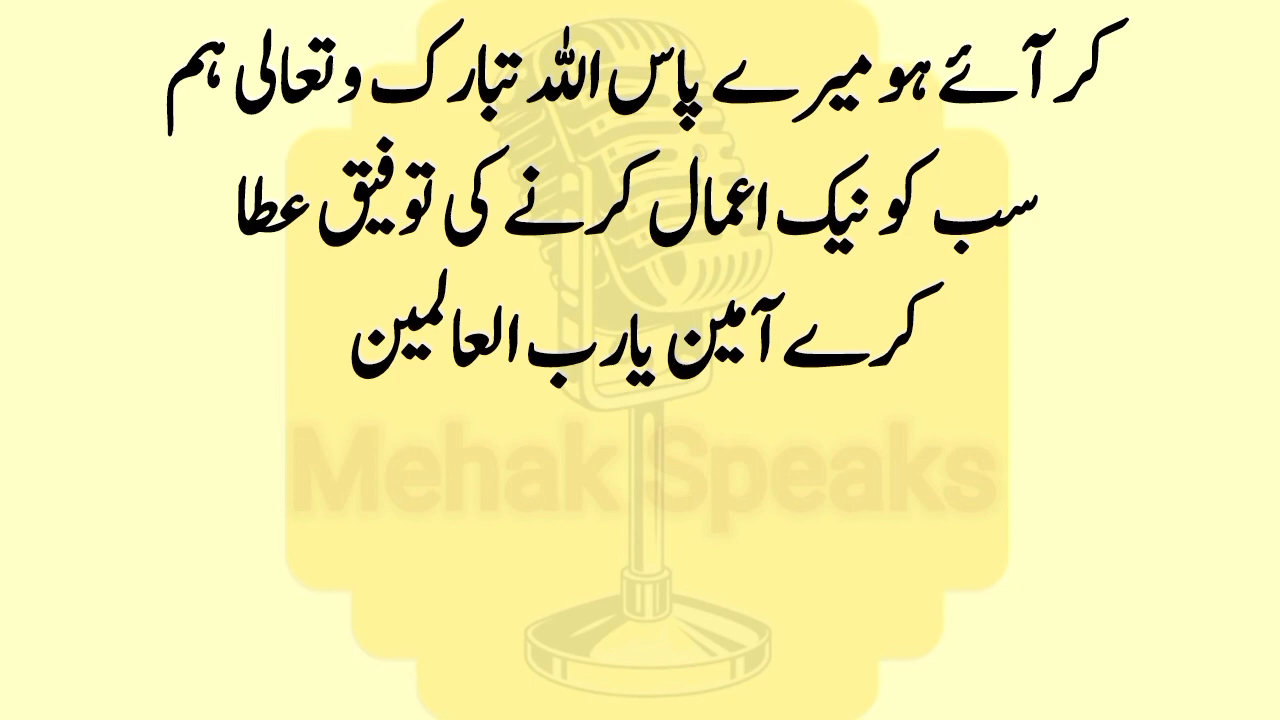 کر آئے ہو میرے پاس اللہ تبارک وتعالی ہم
سب کو نیک اعمال کرنے کی توفیق عطا
کرے آمین یارب العالمین
Mehak Speaks